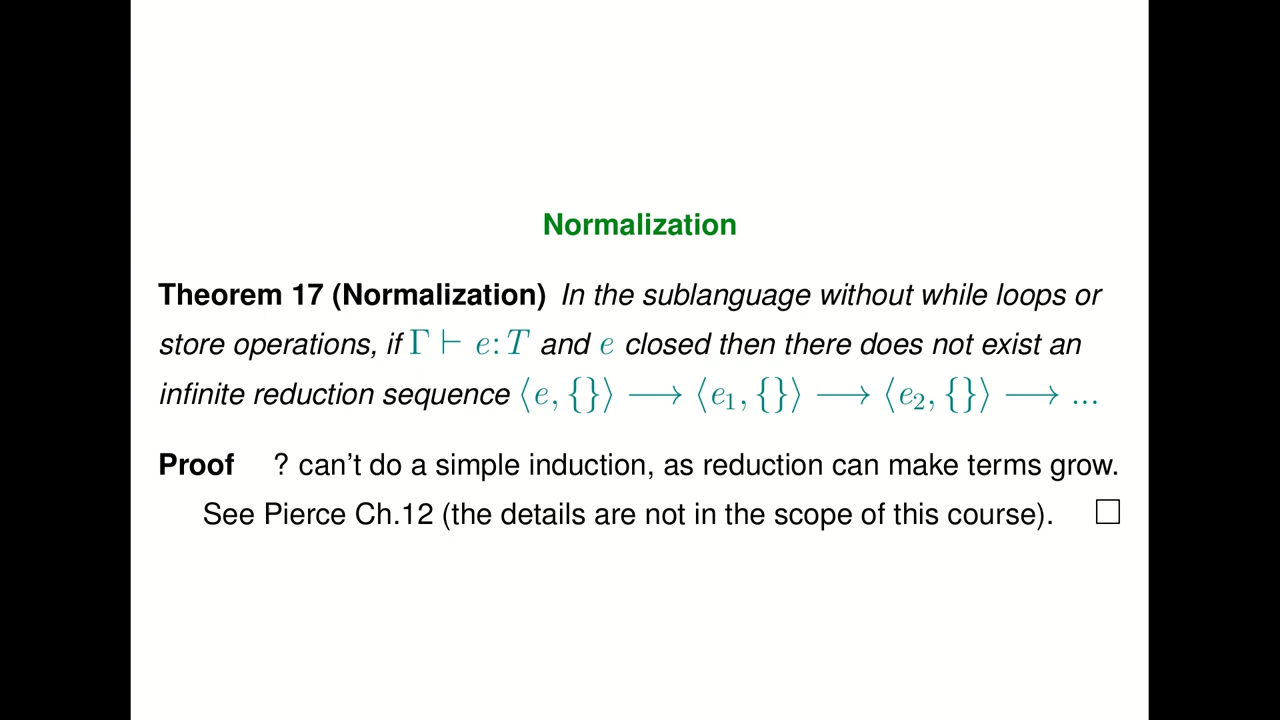 Normalization
Theorem 17 (Normalization) In the sublanguage without while loops or
store operations, if Γ ⊢ e:T and e closed then there does not exist an
infinite reduction sequence ⟨e, {}⟩ ⟶ ⟨e₁, {}⟩ ⟶ ⟨e₂, {}⟩ ⟶ ...
Proof ? can't do a simple induction, as reduction can make terms grow.
See Pierce Ch.12 (the details are not in the scope of this course). □